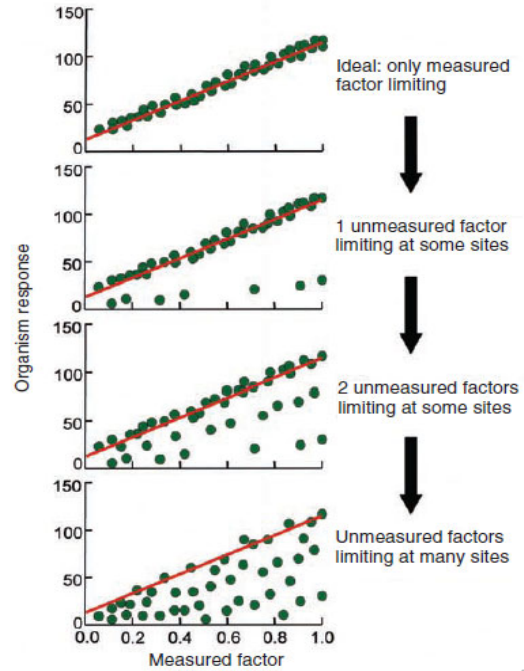 150
100
50
0
Ideal: only measured
factor limiting
150
100
50
0
1 unmeasured factor
limiting at some sites
Organism response
150
100
50
0
2 unmeasured factors
limiting at some sites
150
100
50
0
Unmeasured factors
limiting at many sites
0.0 0.2 0.4 0.6 0.8 1.0
Measured factor